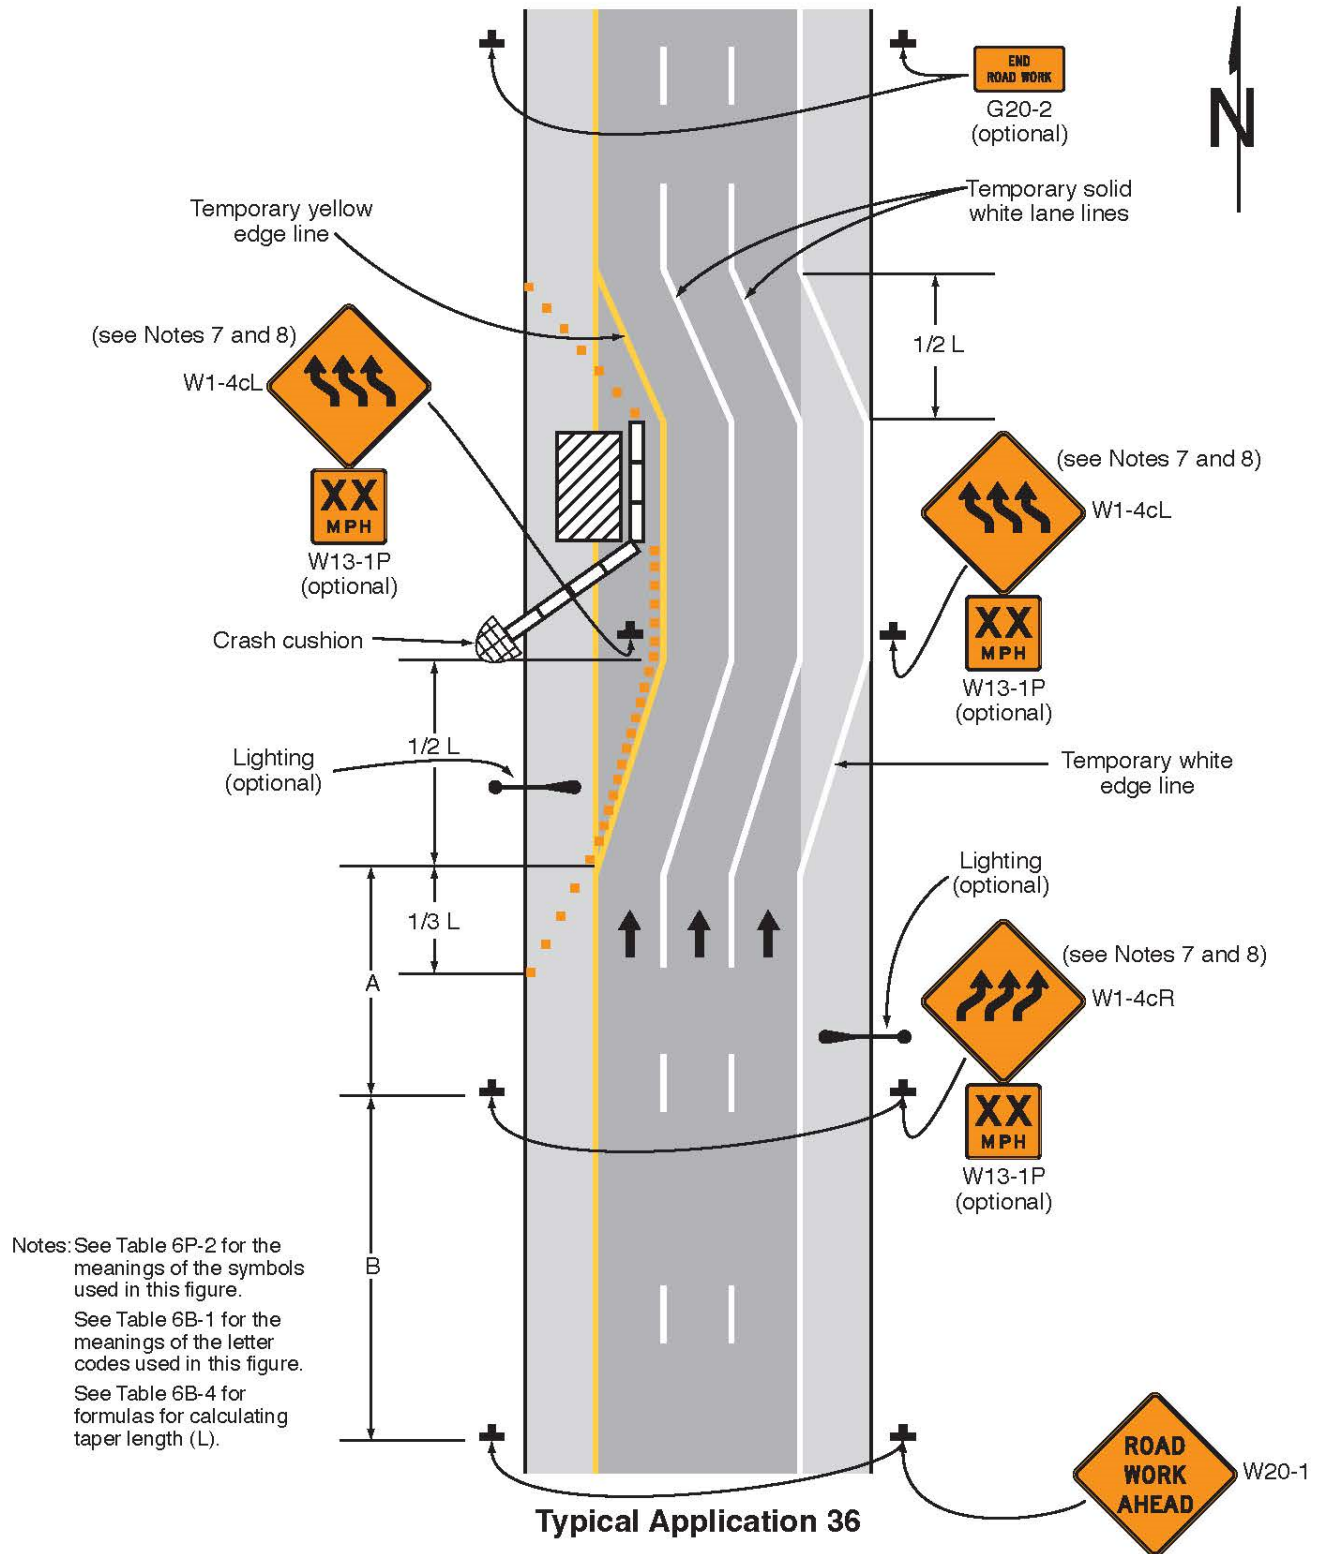 END
ROAD WORK
G20-2
(optional)
N
Temporary yellow
edge line
Temporary solid
white lane lines
(see Notes 7 and 8)
W1-4cL
XX
MPH
W13-1P
(optional)
1/2 L
(see Notes 7 and 8)
W1-4cL
XX
MPH
W13-1P
(optional)
Crash cushion
1/2 L
Lighting
(optional)
Temporary white
edge line
Lighting
(optional)
1/3 L
A
(see Notes 7 and 8)
W1-4cR
XX
MPH
W13-1P
(optional)
B
Notes: See Table 6P-2 for the
meanings of the symbols
used in this figure.
See Table 6B-1 for the
meanings of the letter
codes used in this figure.
See Table 6B-4 for
formulas for calculating
taper length (L).
ROAD
WORK
AHEAD
W20-1
Typical Application 36